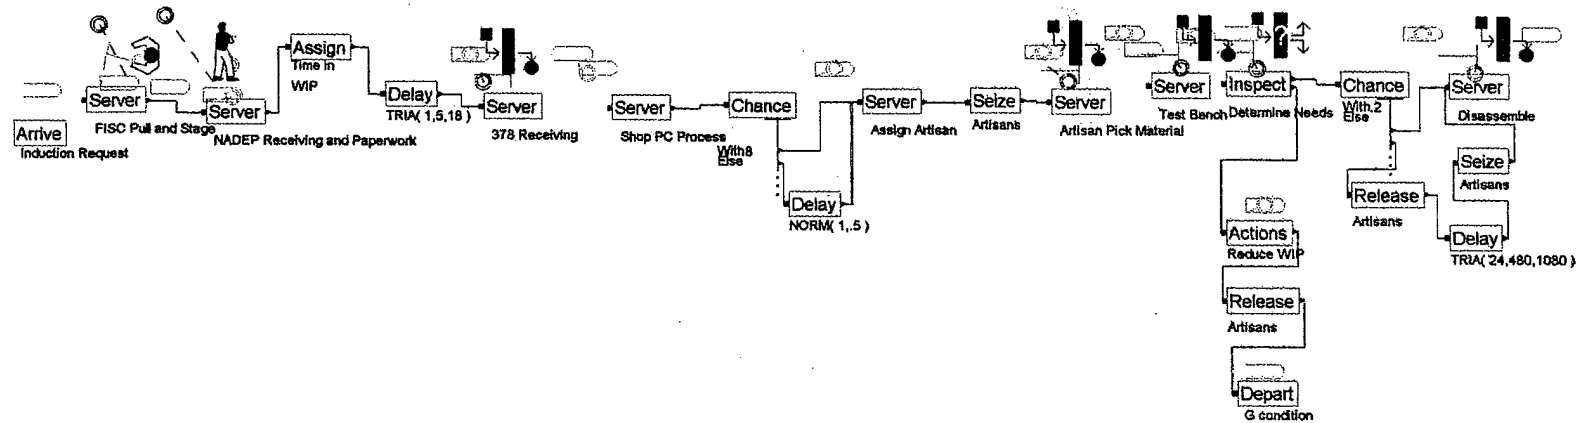 Arrive
Induction Request
Server
FISC Pull and Stage
Server
NADEP Receiving and Paperwork
Assign
Time in
WIP
Delay
TRIA( 1,5,18 )
Server
378 Receiving
Server
Shop PC Process
Chance
With8
Else
Delay
NORM( 1,.5 )
Server
Assign Artisan
Seize
Artisans
Server
Artisan Pick Material
Server
Test Bench
Inspect
Determine Needs
?
Actions
Reduce WIP
Release
Artisans
Depart
G condition
Chance
With,2
Else
Release
Artisans
Delay
TRIA( 24,480,1080 )
Seize
Artisans
Server
Disassemble